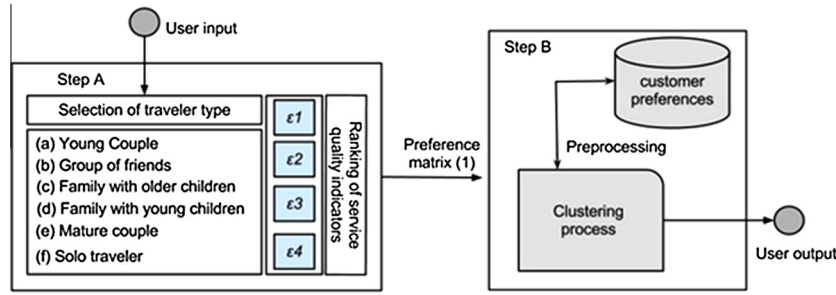 User input
Step A
Selection of traveler type
(a) Young Couple
(b) Group of friends
(c) Family with older children
(d) Family with young children
(e) Mature couple
(f) Solo traveler
ε1
ε2
ε3
ε4
Ranking of service
quality indicators
Preference
matrix (1)
Step B
customer
preferences
Preprocessing
Clustering
process
User output